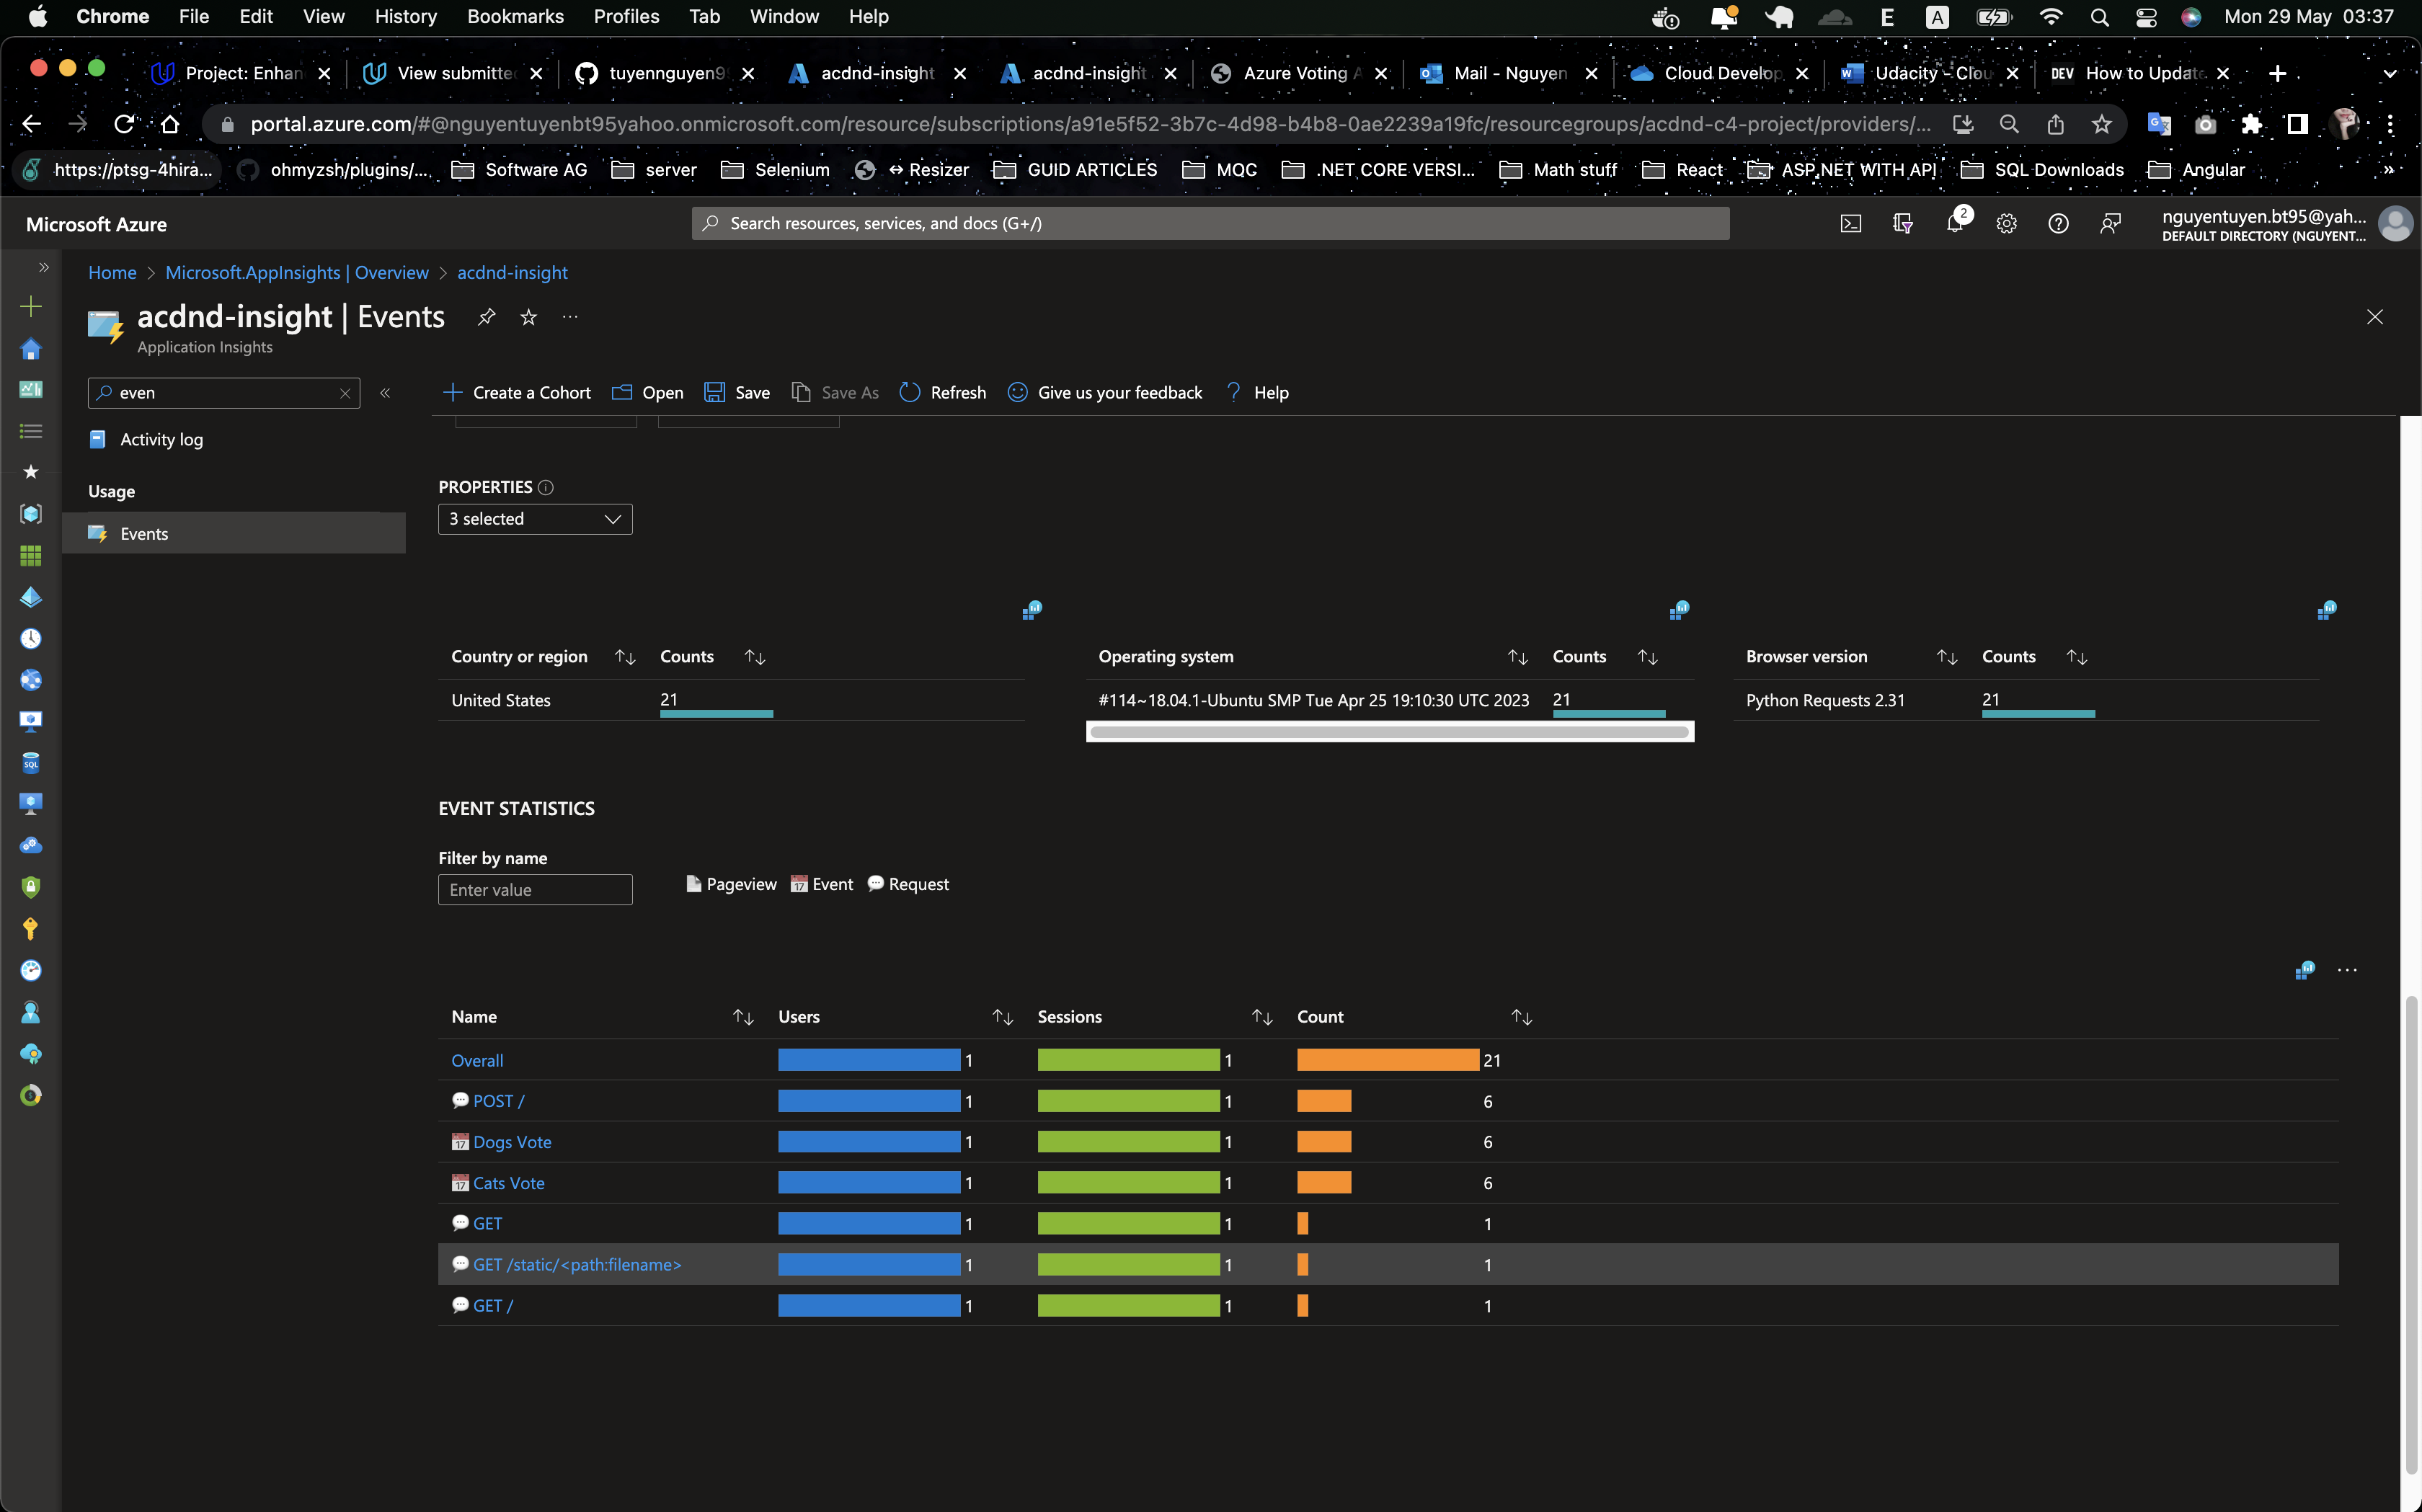 Chrome File Edit View History Bookmarks Profiles Tab Window Help E A Mon 29 May 03:37
Project: Enhan View submitte tuyennguyen9 acdnd-insight acdnd-insight Azure Voting A Mail - Nguyen Cloud Develop Udacity - Clou DEV How to Updat
portal.azure.com/#@nguyentuyenbt95yahoo.onmicrosoft.com/resource/subscriptions/a91e5f52-3b7c-4d98-b4b8-0ae2239a19fc/resourcegroups/acdnd-c4-project/providers/...
https://ptsg-4hira... ohmyzsh/plugins/... Software AG server Selenium ↔ Resizer GUID ARTICLES MQC .NET CORE VERSI... Math stuff React ASP.NET WITH API SQL Downloads Angular »
Microsoft Azure Search resources, services, and docs (G+/) 2 nguyentuyen.bt95@yah...
DEFAULT DIRECTORY (NGUYENT...
Home > Microsoft.AppInsights | Overview > acdnd-insight
acdnd-insight | Events
Application Insights
even
Create a Cohort Open Save Save As Refresh Give us your feedback ? Help
Activity log
Usage
Events
PROPERTIES
3 selected
Country or region Counts
United States 21
Operating system Counts
#114~18.04.1-Ubuntu SMP Tue Apr 25 19:10:30 UTC 2023 21
Browser version Counts
Python Requests 2.31 21
EVENT STATISTICS
Filter by name
Enter value
Pageview Event Request
Name Users Sessions Count
Overall 1 1 21
POST / 1 1 6
Dogs Vote 1 1 6
Cats Vote 1 1 6
GET 1 1 1
GET /static/<path:filename> 1 1 1
GET / 1 1 1